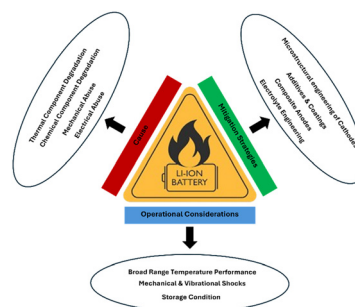 Thermal Component Degradation
Chemical Component Degradation
Mechanical Abuse
Electrical Abuse
Cause
Mitigation Strategies
Microstructural engineering of Cathodes
Additives & Coatings
Composite Anodes
Electrolyte Engineering
LI-ION
BATTERY
Operational Considerations
Broad Range Temperature Performance
Mechanical & Vibrational Shocks
Storage Condition